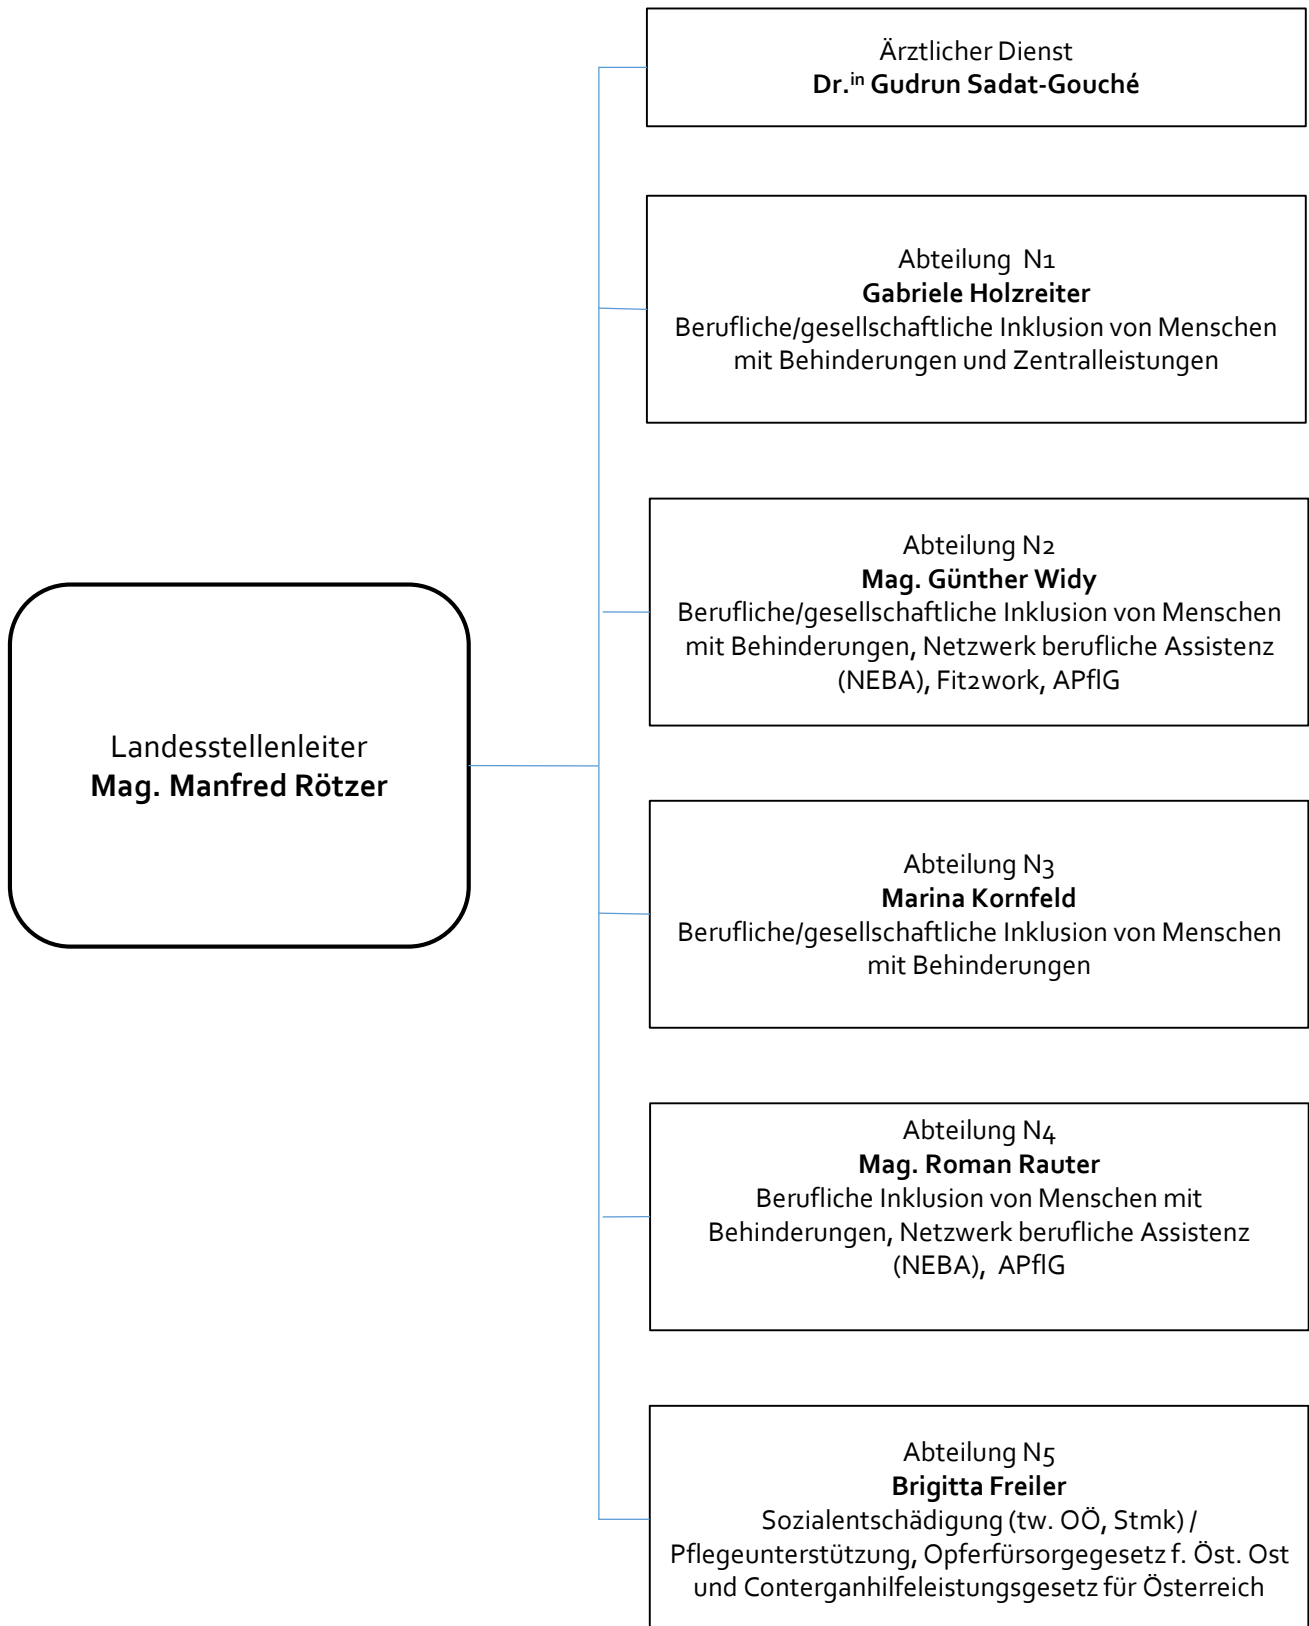 Ärztlicher Dienst
Dr.in Gudrun Sadat-Gouché
Abteilung N1
Gabriele Holzreiter
Berufliche/gesellschaftliche Inklusion von Menschen
mit Behinderungen und Zentralleistungen
Abteilung N2
Mag. Günther Widy
Berufliche/gesellschaftliche Inklusion von Menschen
mit Behinderungen, Netzwerk berufliche Assistenz
(NEBA), Fit2work, APflG
Landesstellenleiter
Mag. Manfred Rötzer
Abteilung N3
Marina Kornfeld
Berufliche/gesellschaftliche Inklusion von Menschen
mit Behinderungen
Abteilung N4
Mag. Roman Rauter
Berufliche Inklusion von Menschen mit
Behinderungen, Netzwerk berufliche Assistenz
(NEBA), APflG
Abteilung N5
Brigitta Freiler
Sozialentschädigung (tw. OÖ, Stmk) /
Pflegeunterstützung, Opferfürsorgegesetz f. Öst. Ost
und Conterganhilfeleistungsgesetz für Österreich